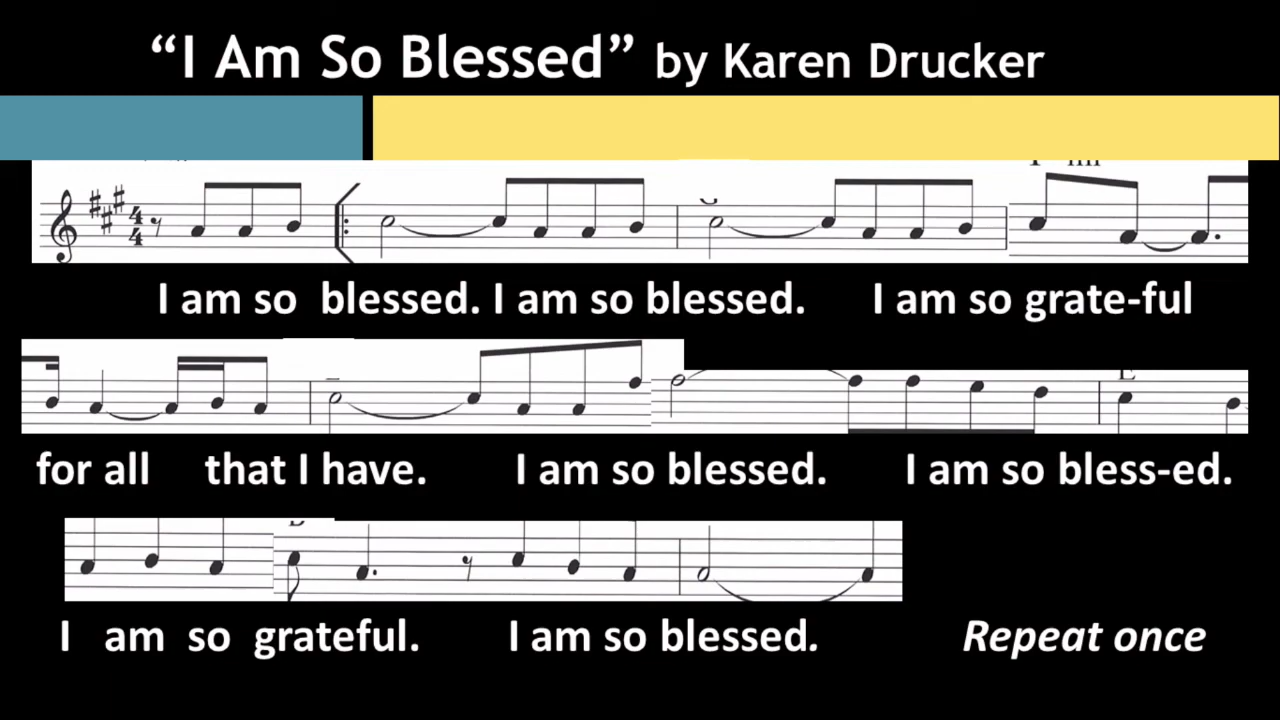 “I Am So Blessed” by Karen Drucker
I am so blessed. I am so blessed. I am so grate-ful
for all that I have. I am so blessed. I am so bless-ed.
I am so grateful. I am so blessed. Repeat once